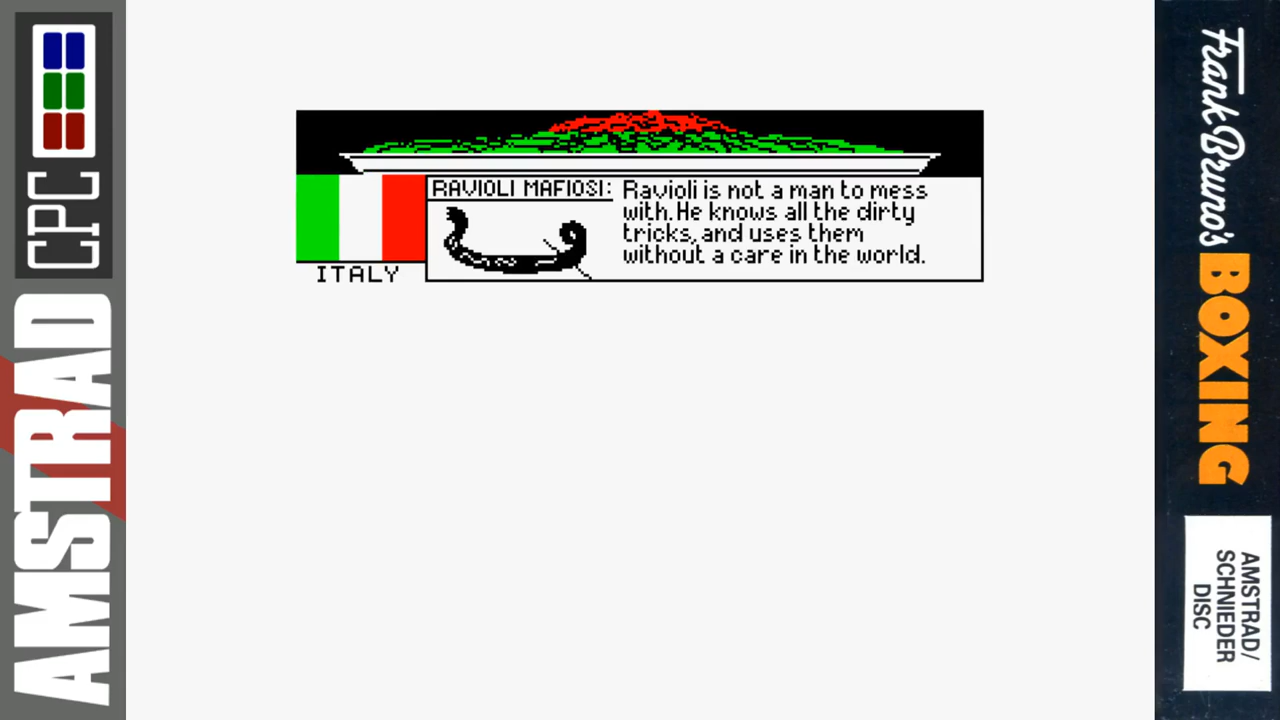 AMSTRAD CPC
RAVIOLI MAFIOSI:
Ravioli is not a man to mess
with. He knows all the dirty
tricks, and uses them
without a care in the world.
ITALY
Frank Bruno's
BOXING
AMSTRAD/
SCHNIEDER
DISC